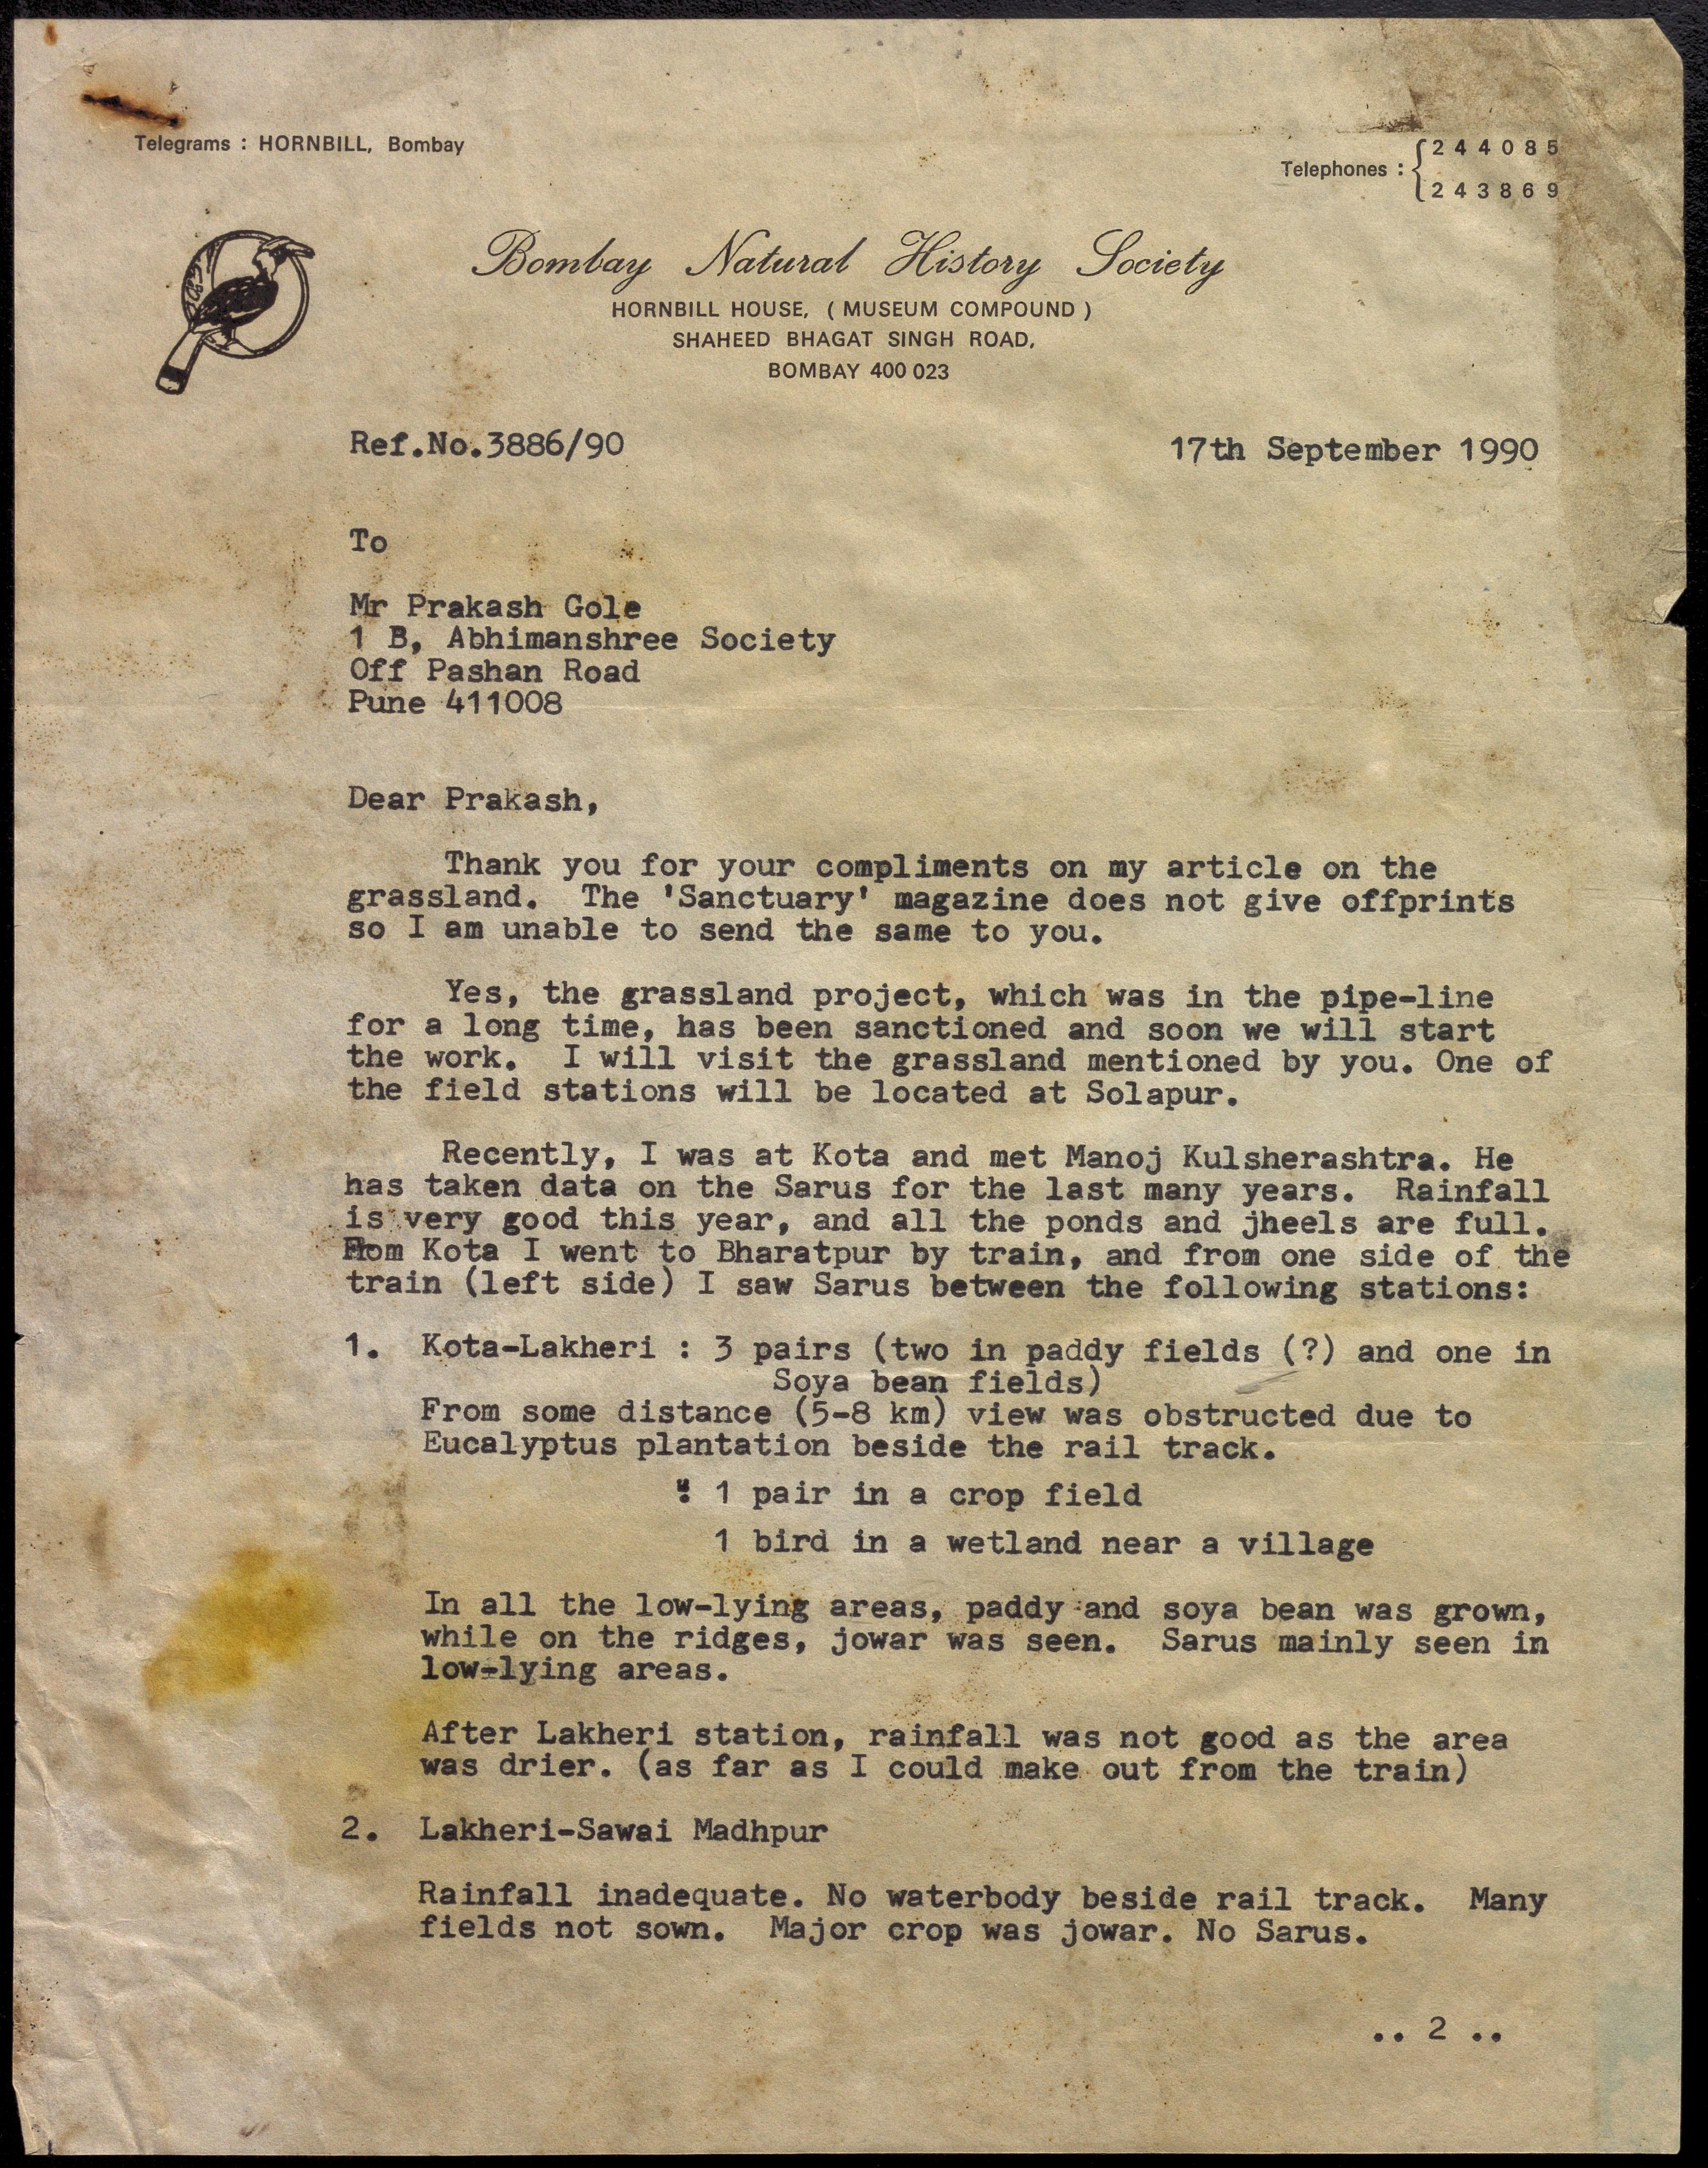 Telegrams : HORNBILL, Bombay
Telephones : 244085
243869
Bombay Natural History Society
HORNBILL HOUSE, ( MUSEUM COMPOUND )
SHAHEED BHAGAT SINGH ROAD,
BOMBAY 400 023
Ref.No.3886/90
17th September 1990
To
Mr Prakash Gole
1 B, Abhimanshree Society
Off Pashan Road
Pune 411008
Dear Prakash,
Thank you for your compliments on my article on the
grassland. The 'Sanctuary' magazine does not give offprints
so I am unable to send the same to you.
Yes, the grassland project, which was in the pipe-line
for a long time, has been sanctioned and soon we will start
the work. I will visit the grassland mentioned by you. One of
the field stations will be located at Solapur.
Recently, I was at Kota and met Manoj Kulsherashtra. He
has taken data on the Sarus for the last many years. Rainfall
is very good this year, and all the ponds and jheels are full.
From Kota I went to Bharatpur by train, and from one side of the
train (left side) I saw Sarus between the following stations:
1. Kota-Lakheri : 3 pairs (two in paddy fields (?) and one in
Soya bean fields)
From some distance (5-8 km) view was obstructed due to
Eucalyptus plantation beside the rail track.
: 1 pair in a crop field
1 bird in a wetland near a village
In all the low-lying areas, paddy and soya bean was grown,
while on the ridges, jowar was seen. Sarus mainly seen in
low-lying areas.
After Lakheri station, rainfall was not good as the area
was drier. (as far as I could make out from the train)
2. Lakheri-Sawai Madhpur
Rainfall inadequate. No waterbody beside rail track. Many
fields not sown. Major crop was jowar. No Sarus.
.. 2 ..